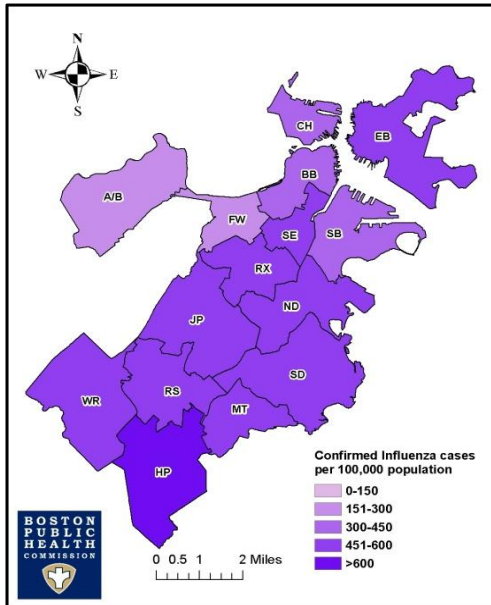 N
W E
S
CH
EB
BB
A/B
FW
SE
SB
RX
ND
JP
SD
RS
WR
MT
HP
Confirmed Influenza cases
per 100,000 population
0-150
151-300
300-450
451-600
>600
BOSTON
PUBLIC
HEALTH
COMMISSION
0 0.5 1 2 Miles